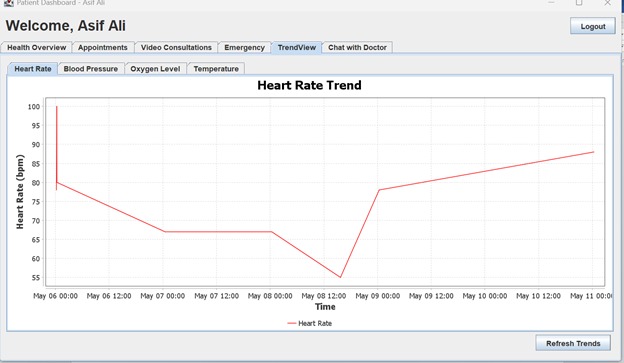 Patient Dashboard - Asif Ali
Welcome, Asif Ali
Logout
Health Overview Appointments Video Consultations Emergency TrendView Chat with Doctor
Heart Rate Blood Pressure Oxygen Level Temperature
Heart Rate Trend
Heart Rate (bpm)
100
95
90
85
80
75
70
65
60
55
May 06 00:00 May 06 12:00 May 07 00:00 May 07 12:00 May 08 00:00 May 08 12:00 May 09 00:00 May 09 12:00 May 10 00:00 May 10 12:00 May 11 00:0
Time
Heart Rate
Refresh Trends